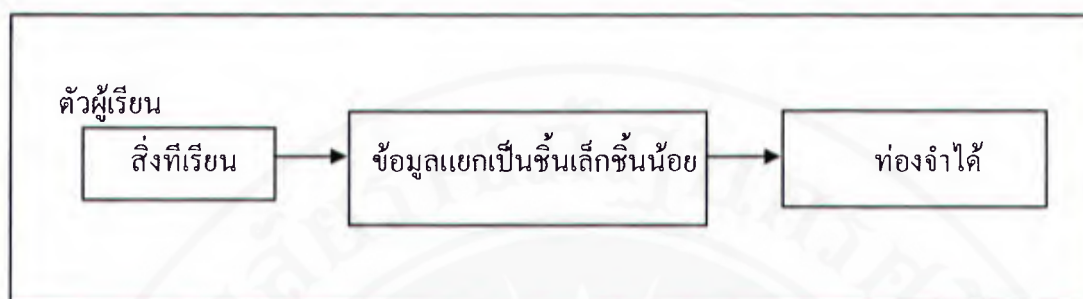 ตัวผู้เรียน
สิ่งที่เรียน
ข้อมูลแยกเป็นชิ้นเล็กชิ้นน้อย
ท่องจำได้